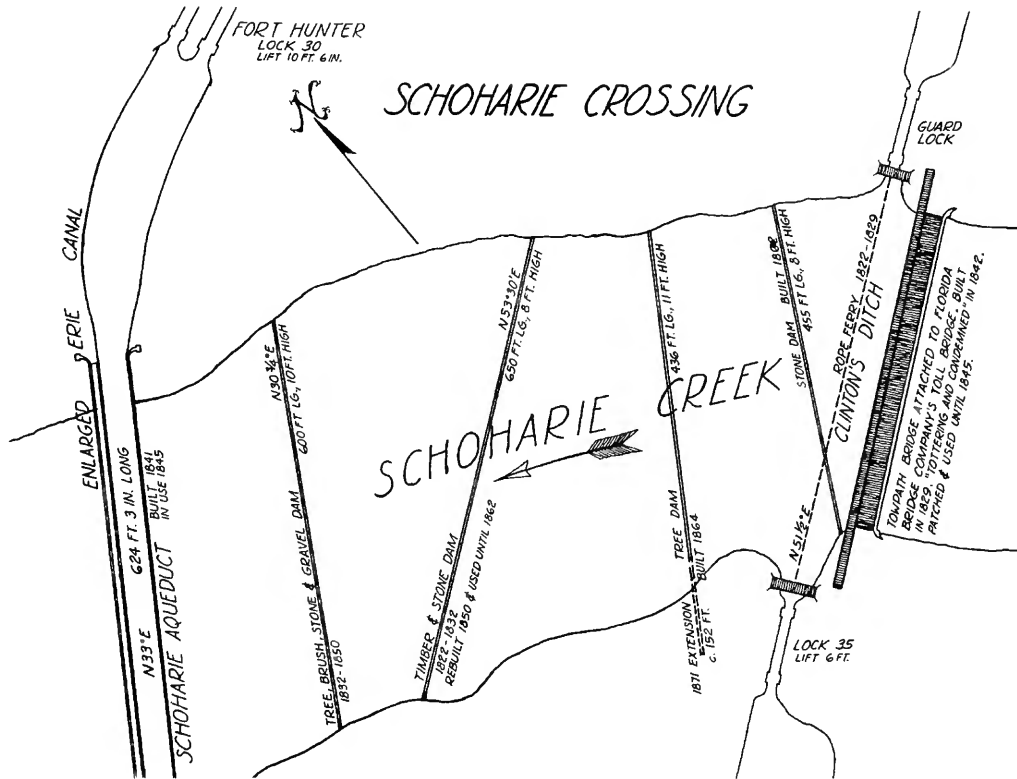 FORT HUNTER
LOCK 30
LIFT 10 FT. 6 IN.
N
SCHOHARIE CROSSING
GUARD
LOCK
ENLARGED ERIE CANAL
624 FT. 3 IN. LONG
BUILT 1841
IN USE 1845
N33°E
SCHOHARIE AQUEDUCT
N30 3/4°E
600 FT LG., 10 FT. HIGH
TREE, BRUSH, STONE & GRAVEL DAM
1832-1850
N53°30'E
650 FT. LG., 8 FT. HIGH
TIMBER & STONE DAM
1822-1832
REBUILT 1850 & USED UNTIL 1862
SCHOHARIE CREEK
436 FT. LG., 11 FT. HIGH
TREE DAM
BUILT 1864
1871 EXTENSION
c. 152 FT.
STONE DAM BUILT
455 FT LG., 8 FT. HIGH
ROPE FERRY 1822-1829
CLINTON'S DITCH
N51½°E
TOWPATH BRIDGE ATTACHED TO FLORIDA
BRIDGE COMPANY'S TOLL BRIDGE, BUILT
IN 1829. "TOTTERING AND CONDEMNED" IN 1842.
PATCHED & USED UNTIL 1845.
LOCK 35
LIFT 6 FT.